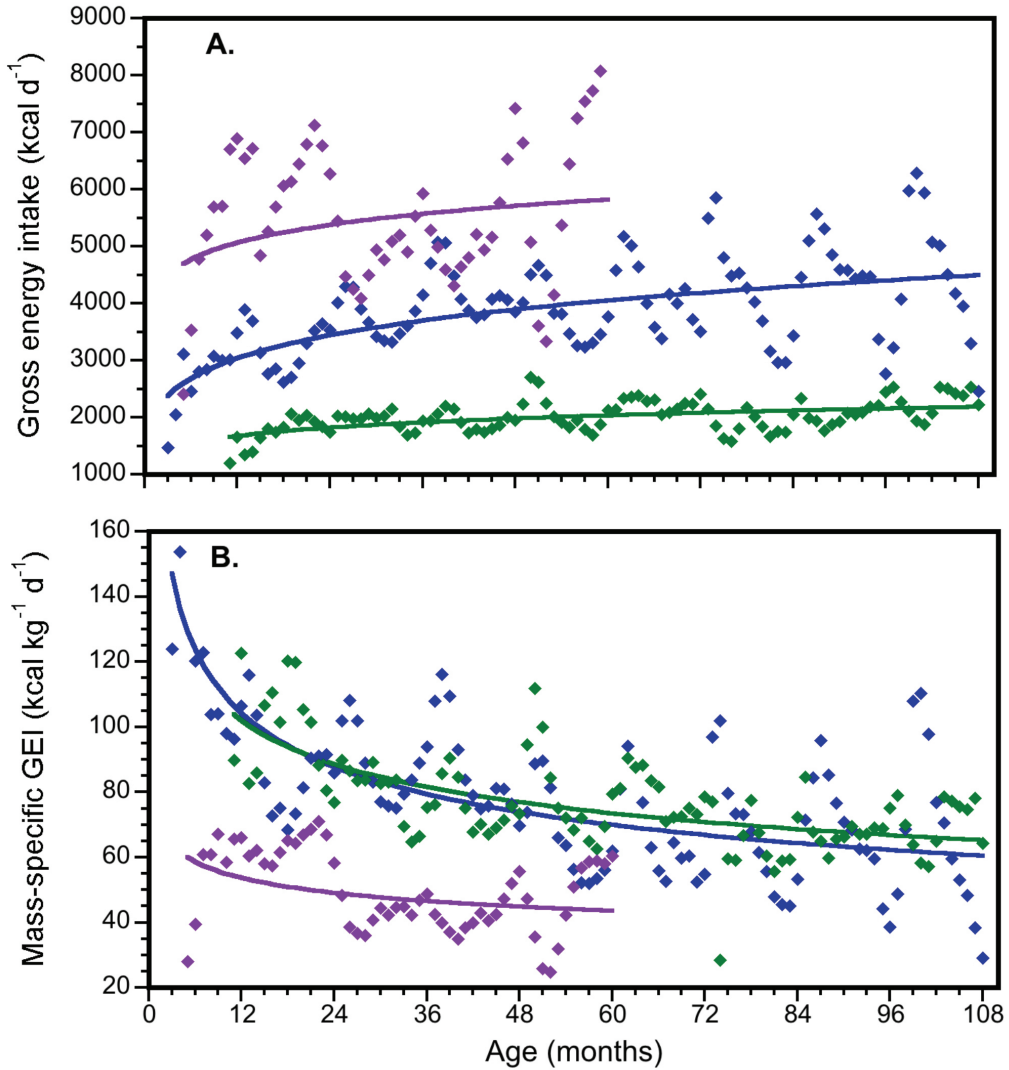 A.
Gross energy intake (kcal d⁻¹)
9000
8000
7000
6000
5000
4000
3000
2000
1000
B.
Mass-specific GEI (kcal kg⁻¹ d⁻¹)
160
140
120
100
80
60
40
20
0 12 24 36 48 60 72 84 96 108
Age (months)